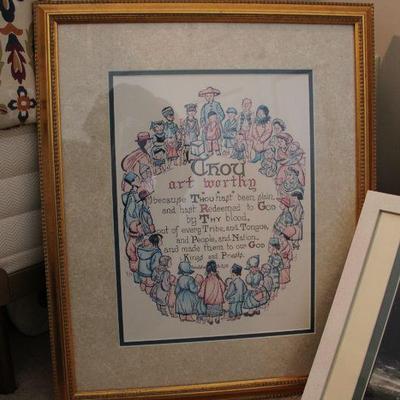 Thou
art worthy
because Thou hast been slain,
and hast Redeemed to God
by Thy blood,
out of every Tribe, and Tongue,
and People, and Nation,
and made them to our God
Kings and Priests.